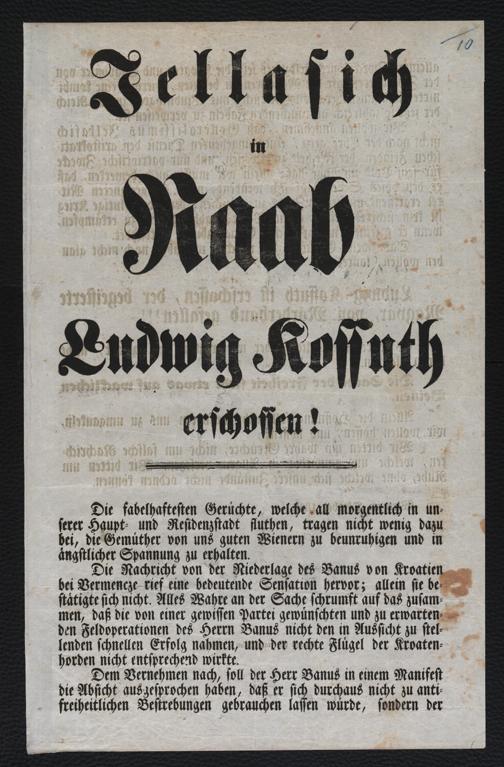 10
Jellasich
in
Raab
Ludwig Kossuth
erschossen!
Die fabelhaftesten Gerüchte, welche all morgentlich in un-
serer Haupt- und Residenzstadt fluthen, tragen nicht wenig dazu
bei, die Gemüther von uns guten Wienern zu beunruhigen und in
ängstlicher Spannung zu erhalten.
Die Nachricht von der Niederlage des Banus von Kroatien
bei Vermencze rief eine bedeutende Sensation hervor; allein sie be-
stätigte sich nicht. Alles Wahre an der Sache schrumft auf das zusam
men, daß die von einer gewissen Partei gewünschten und zu erwarten-
den Feldoperationen des Herrn Banus nicht den in Aussicht zu stel-
lenden schnellen Erfolg nahmen, und der rechte Flügel der Kroaten-
horden nicht entsprechend wirkte.
Dem Vernehmen nach, soll der Herr Banus in einem Manifest
die Absicht ausgesprochen haben, daß er sich durchaus nicht zu anti-
freiheitlichen Bestrebungen gebrauchen lassen würde, sondern der